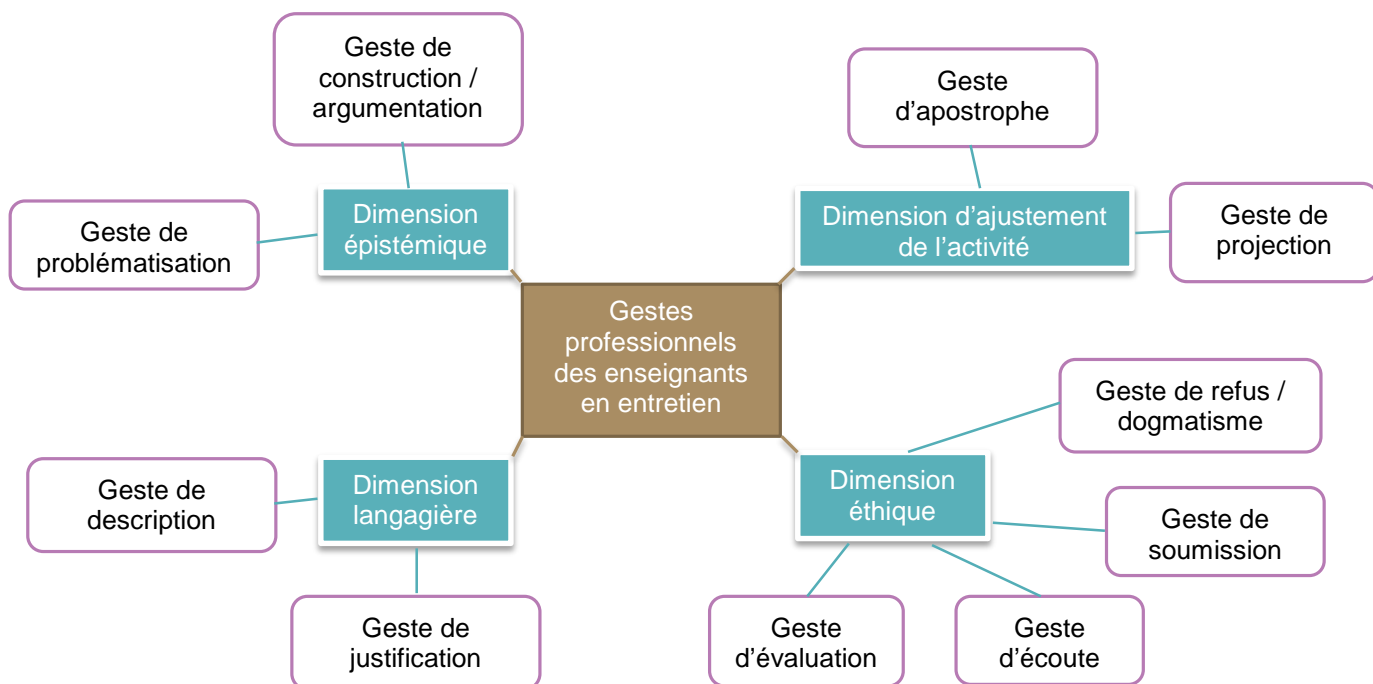 Geste de
construction /
argumentation
Geste
d’apostrophe
Geste de
problématisation
Dimension
épistémique
Dimension d’ajustement
de l’activité
Geste de
projection
Gestes
professionnels
des enseignants
en entretien
Geste de refus /
dogmatisme
Geste de
description
Dimension
langagière
Dimension
éthique
Geste de
soumission
Geste de
justification
Geste
d’évaluation
Geste
d’écoute